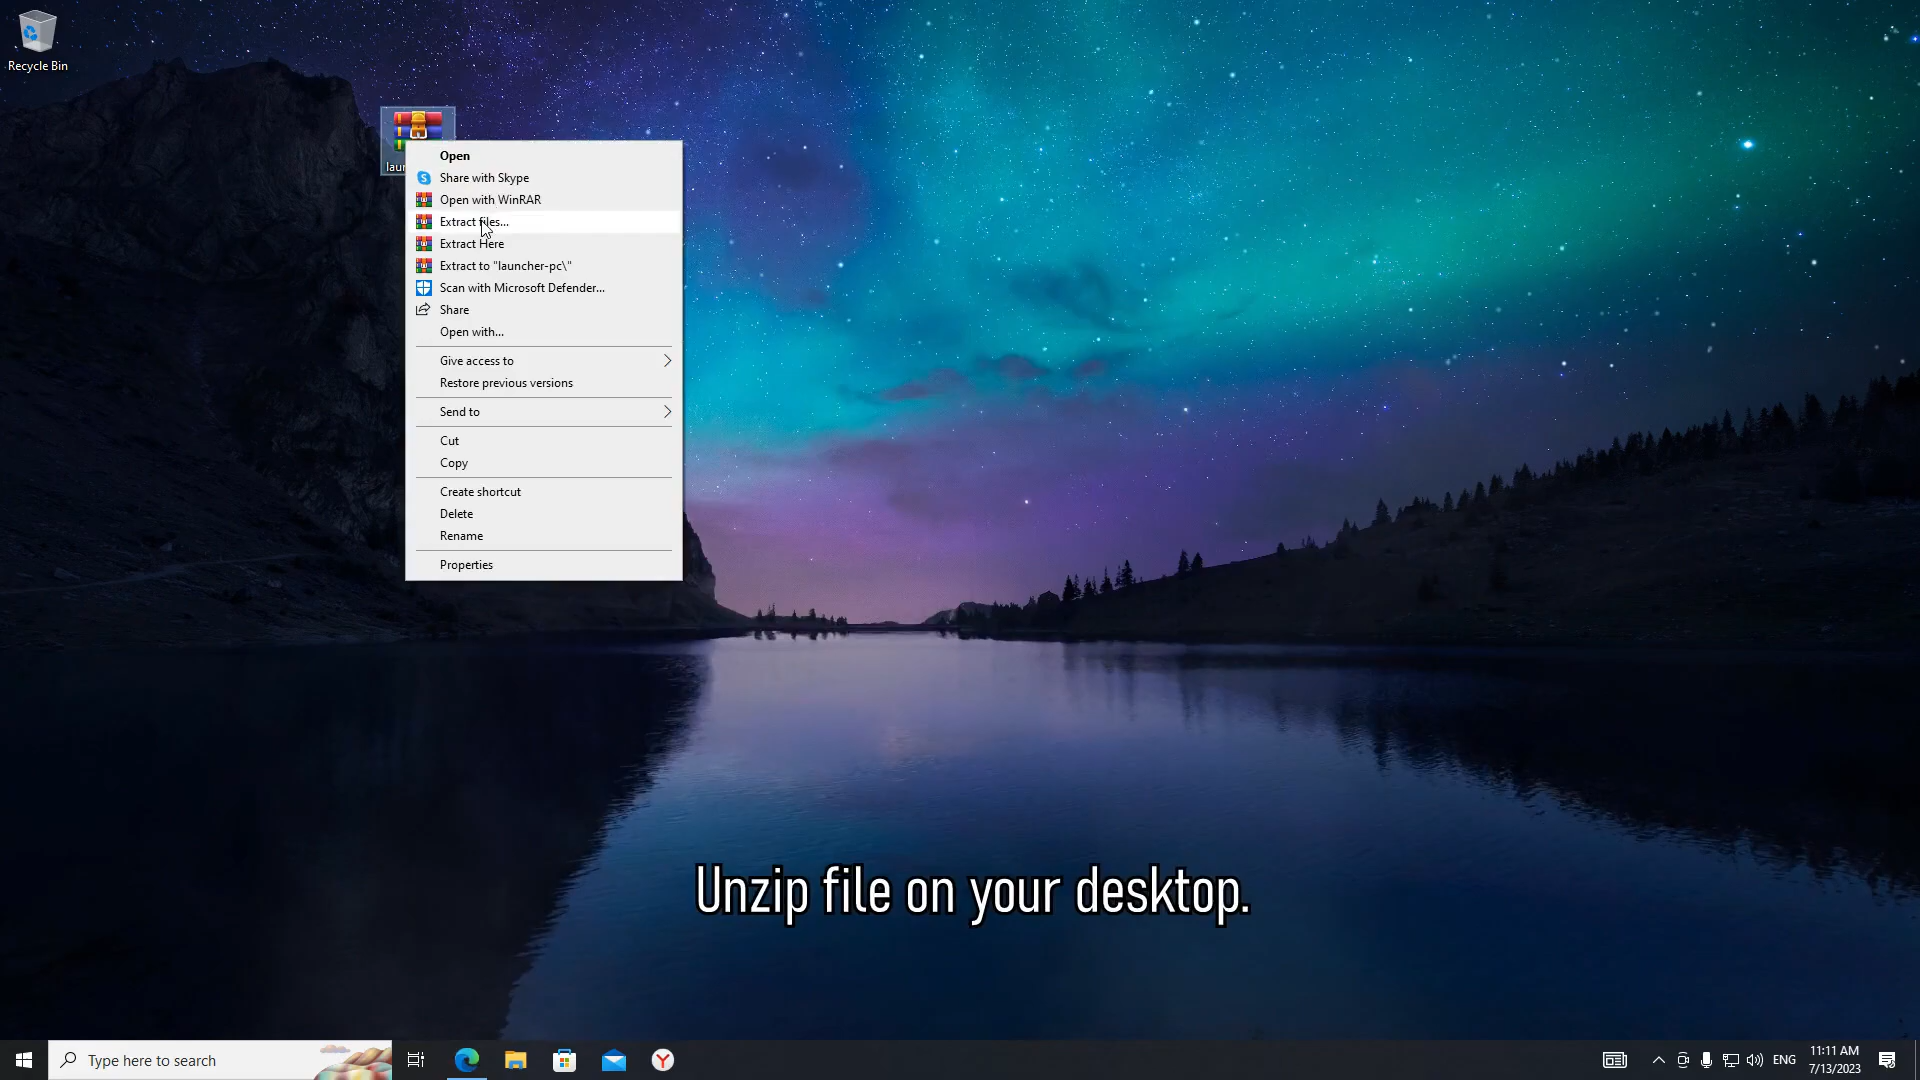 Recycle Bin
Open
Share with Skype
Open with WinRAR
Extract files...
Extract Here
Extract to "launcher-pc\"
Scan with Microsoft Defender...
Share
Open with...
Give access to
Restore previous versions
Send to
Cut
Copy
Create shortcut
Delete
Rename
Properties
Unzip file on your desktop.
Type here to search
ENG
11:11 AM
7/13/2023